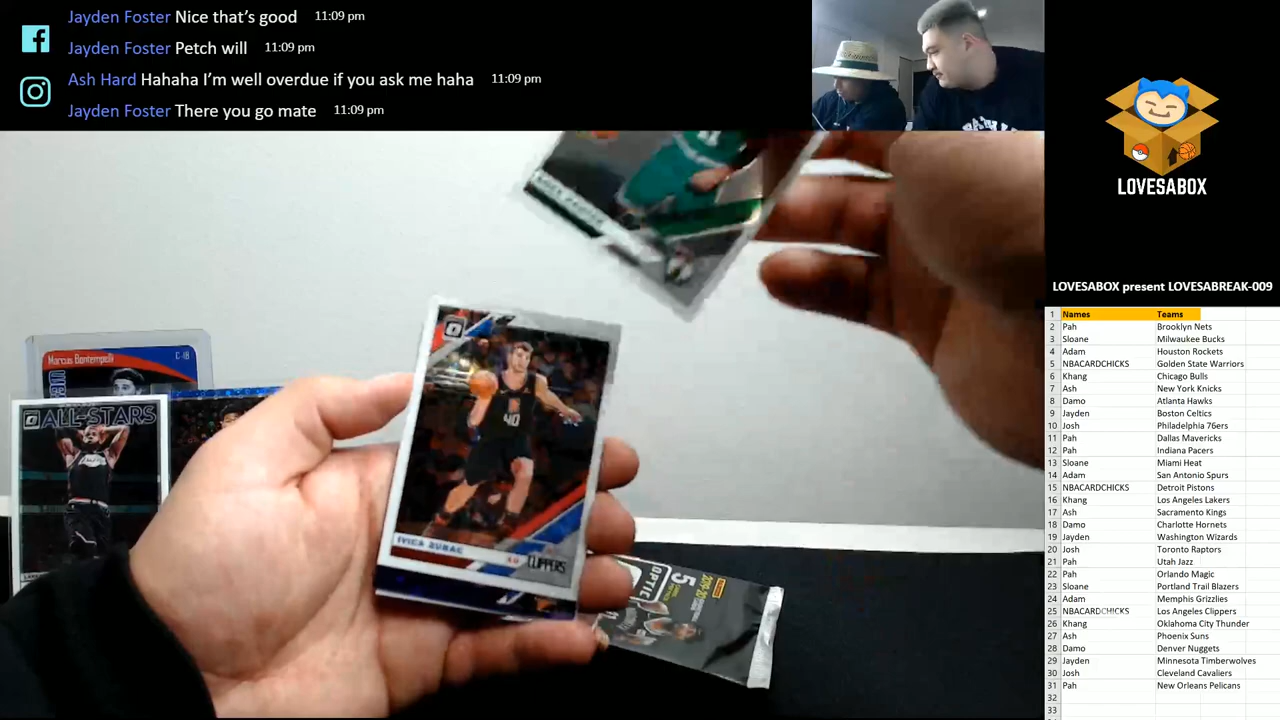 Jayden Foster Nice that's good 11:09 pm
Jayden Foster Petch will 11:09 pm
Ash Hard Hahaha I'm well overdue if you ask me haha 11:09 pm
Jayden Foster There you go mate 11:09 pm
LOVESABOX
LOVESABOX present LOVESABREAK-009
1 Names Teams
2 Pah Brooklyn Nets
3 Sloane Milwaukee Bucks
4 Adam Houston Rockets
5 NBACARDCHICKS Golden State Warriors
6 Khang Chicago Bulls
7 Ash New York Knicks
8 Damo Atlanta Hawks
9 Jayden Boston Celtics
10 Josh Philadelphia 76ers
11 Pah Dallas Mavericks
12 Pah Indiana Pacers
13 Sloane Miami Heat
14 Adam San Antonio Spurs
15 NBACARDCHICKS Detroit Pistons
16 Khang Los Angeles Lakers
17 Ash Sacramento Kings
18 Damo Charlotte Hornets
19 Jayden Washington Wizards
20 Josh Toronto Raptors
21 Pah Utah Jazz
22 Pah Orlando Magic
23 Sloane Portland Trail Blazers
24 Adam Memphis Grizzlies
25 NBACARDCHICKS Los Angeles Clippers
26 Khang Oklahoma City Thunder
27 Ash Phoenix Suns
28 Damo Denver Nuggets
29 Jayden Minnesota Timberwolves
30 Josh Cleveland Cavaliers
31 Pah New Orleans Pelicans
32
33
Marcus Bontempelli C-18
ALL-STARS
40
IVICA ZUBAC CLIPPERS
PANINI
2019-20
OPTIC
5